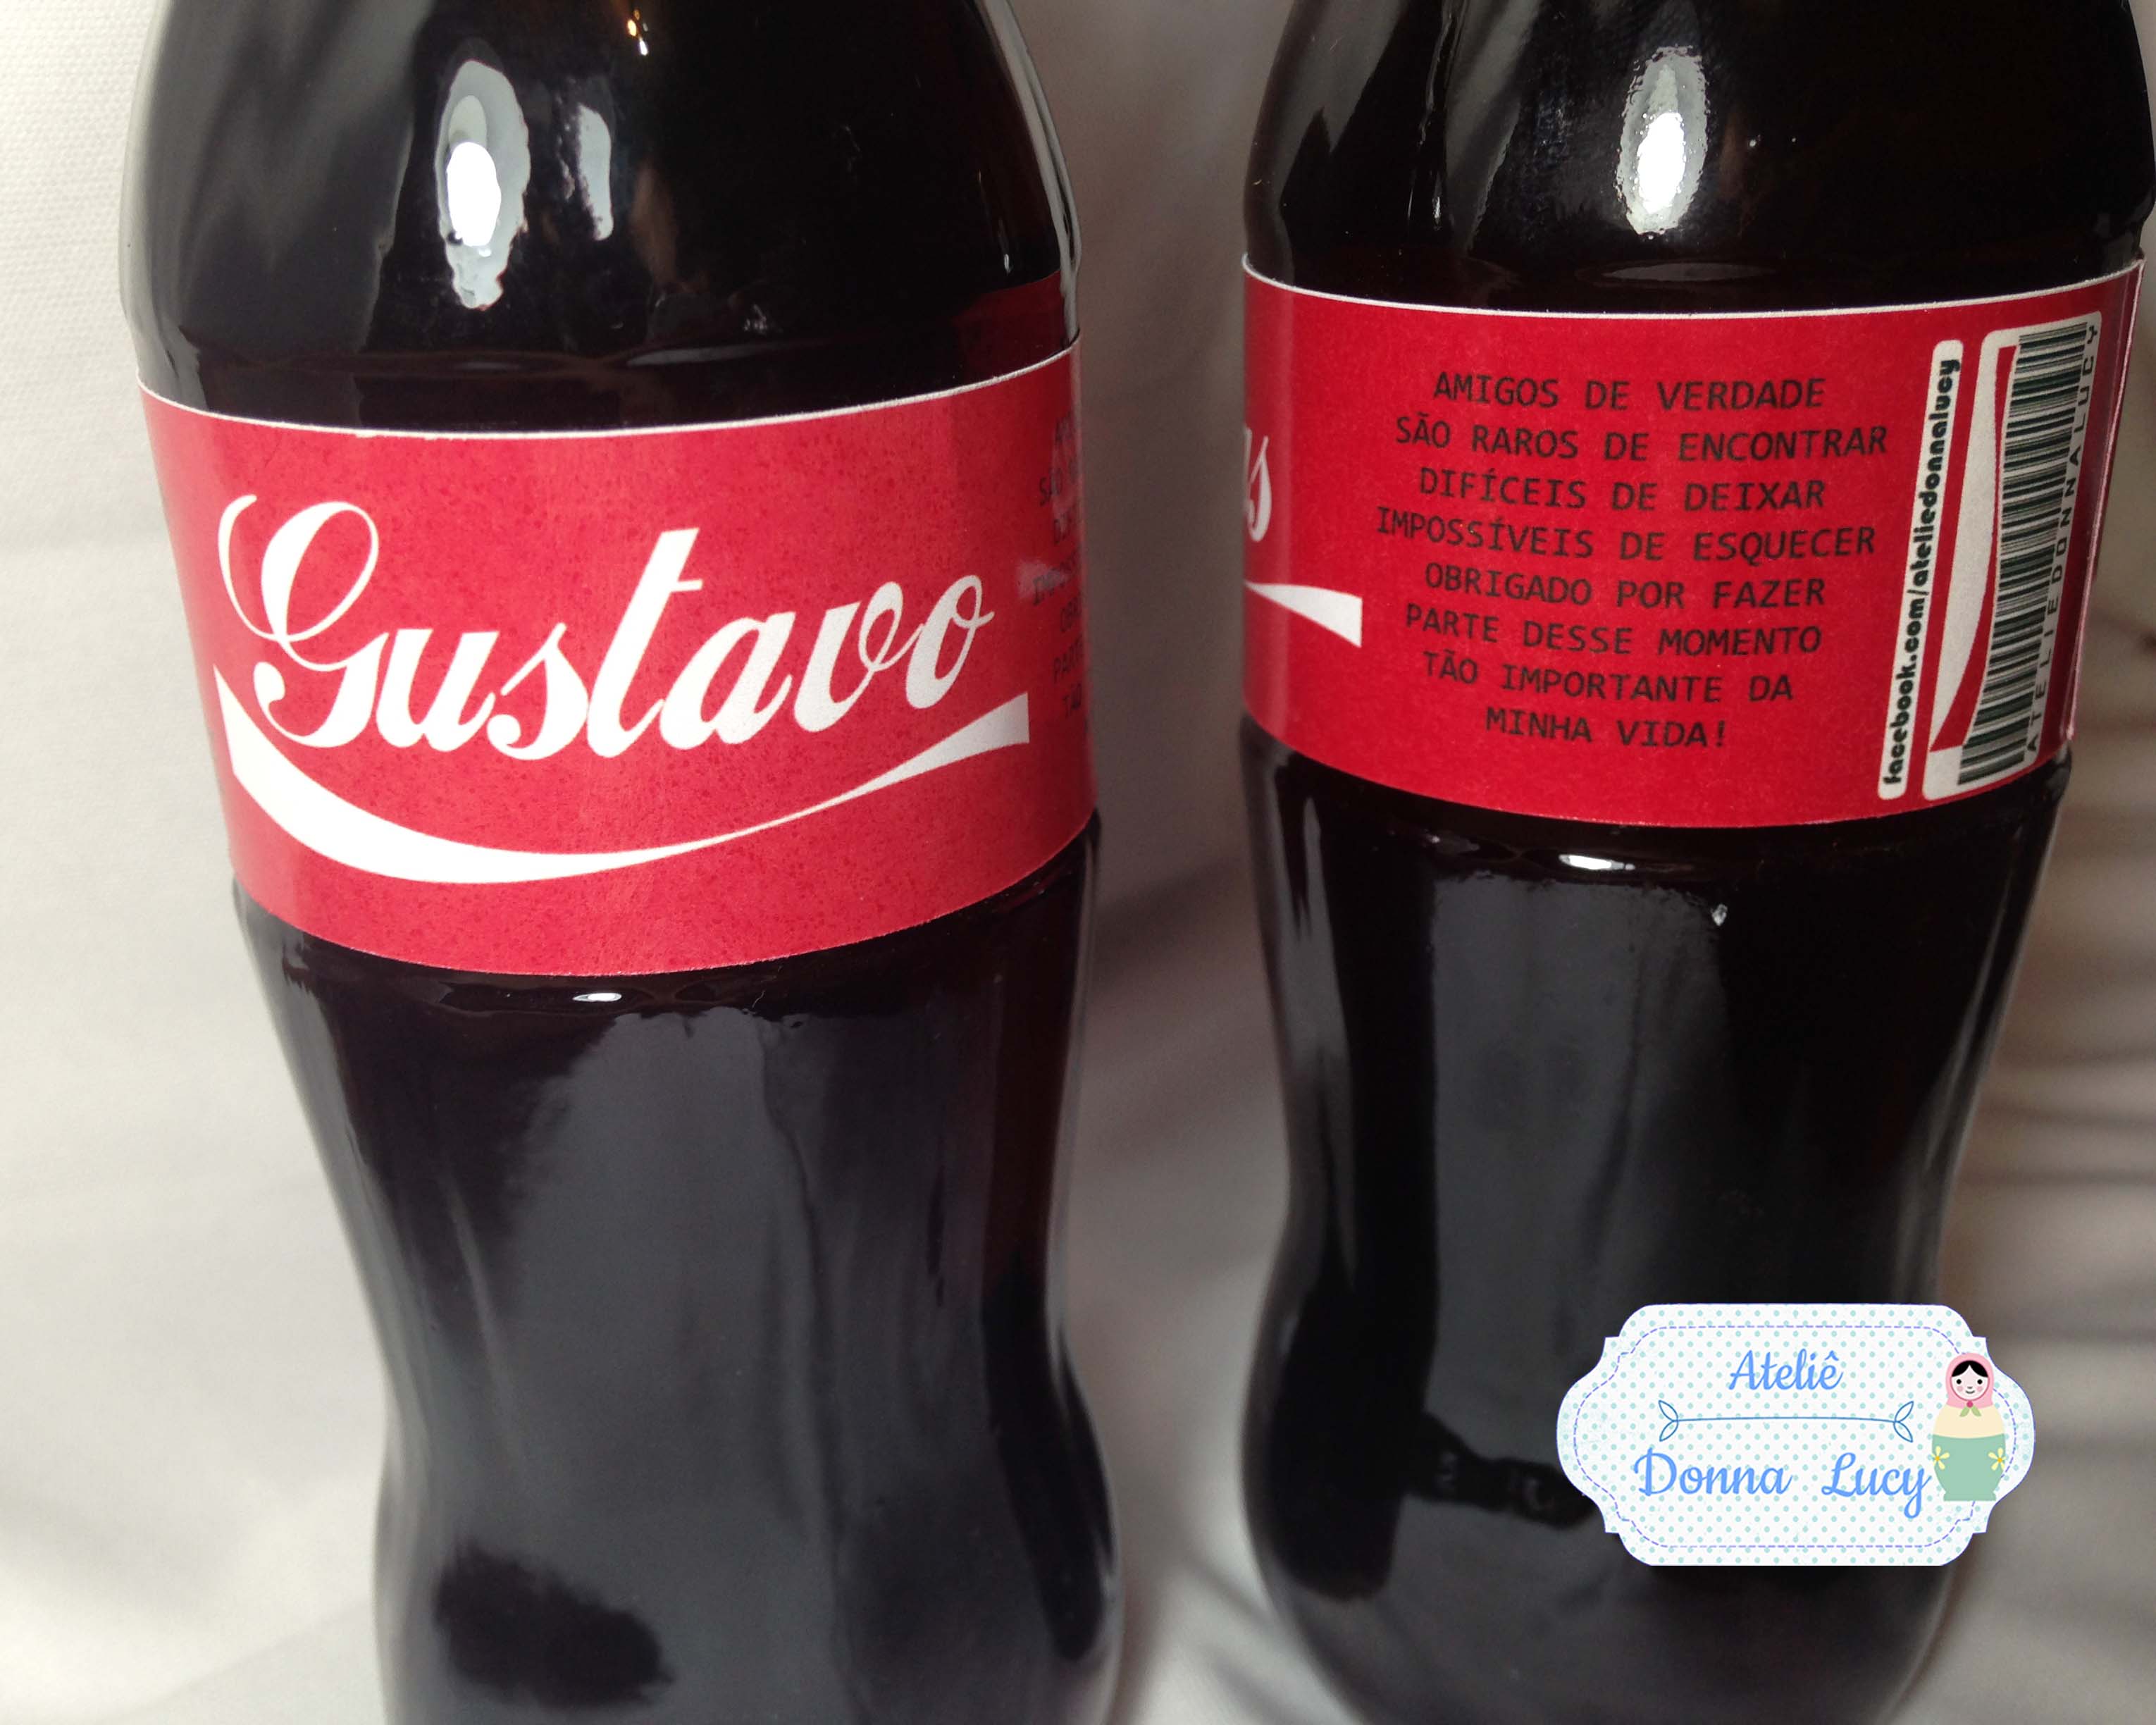 Gustavo
AMIGOS DE VERDADE
SÃO RAROS DE ENCONTRAR
DIFÍCEIS DE DEIXAR
IMPOSSÍVEIS DE ESQUECER
OBRIGADO POR FAZER
PARTE DESSE MOMENTO
TÃO IMPORTANTE DA
MINHA VIDA!
facebook.com/ateliedonnalucy
ATELIEDONNALUCY
Ateliê
Donna Lucy